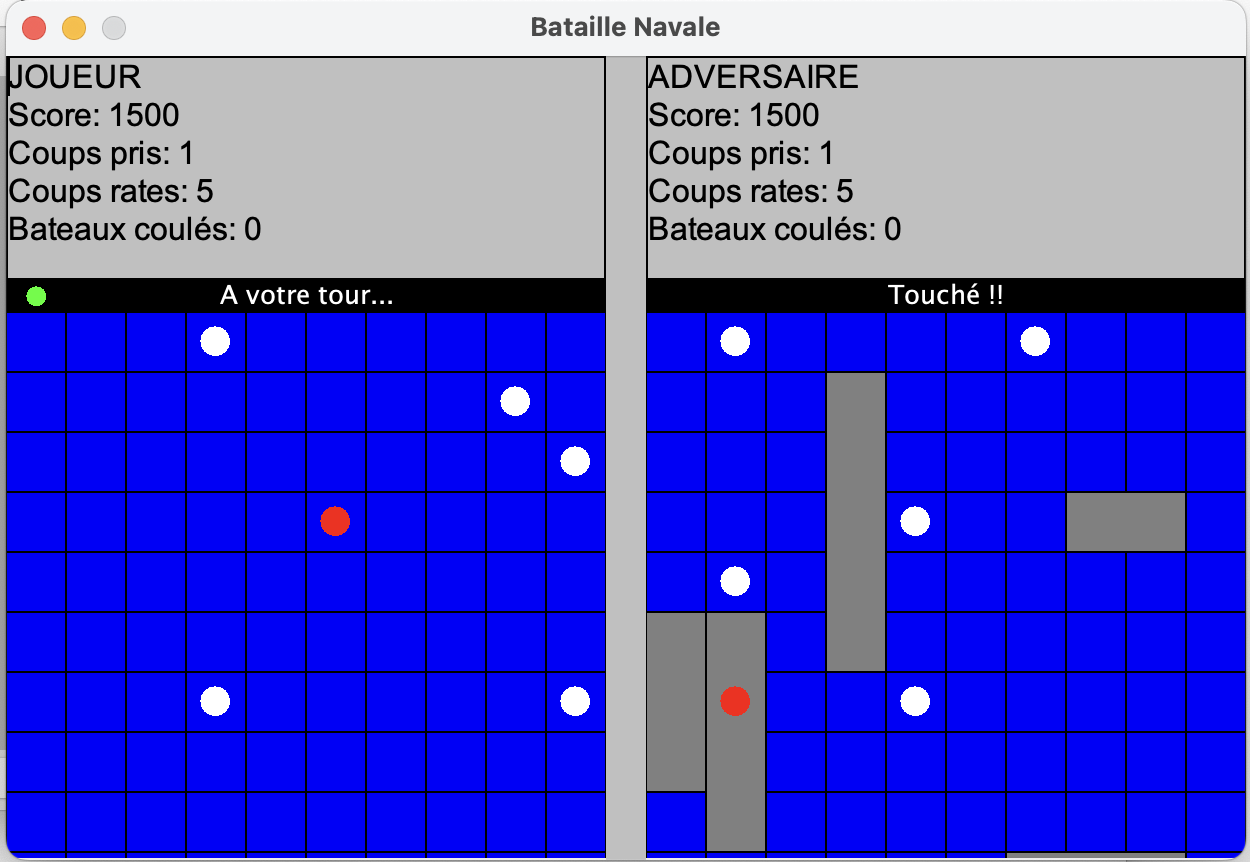 Bataille Navale
JOUEUR
Score: 1500
Coups pris: 1
Coups rates: 5
Bateaux coulés: 0
A votre tour...
ADVERSAIRE
Score: 1500
Coups pris: 1
Coups rates: 5
Bateaux coulés: 0
Touché !!